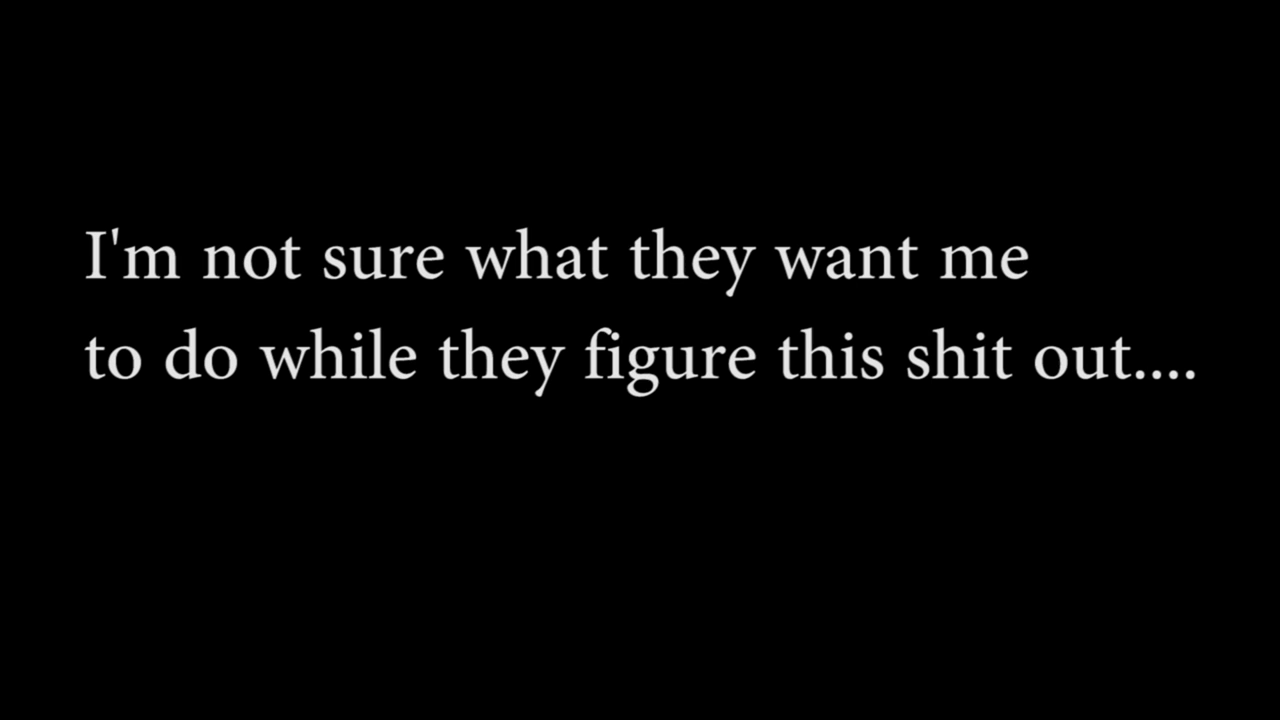 I'm not sure what they want me
to do while they figure this shit out....